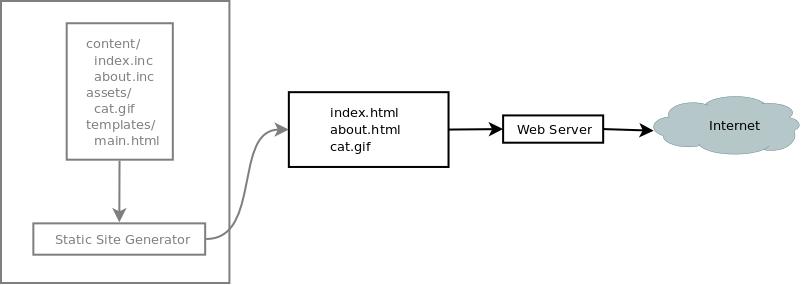 content/
index.inc
about.inc
assets/
cat.gif
templates/
main.html
Static Site Generator
index.html
about.html
cat.gif
Web Server
Internet